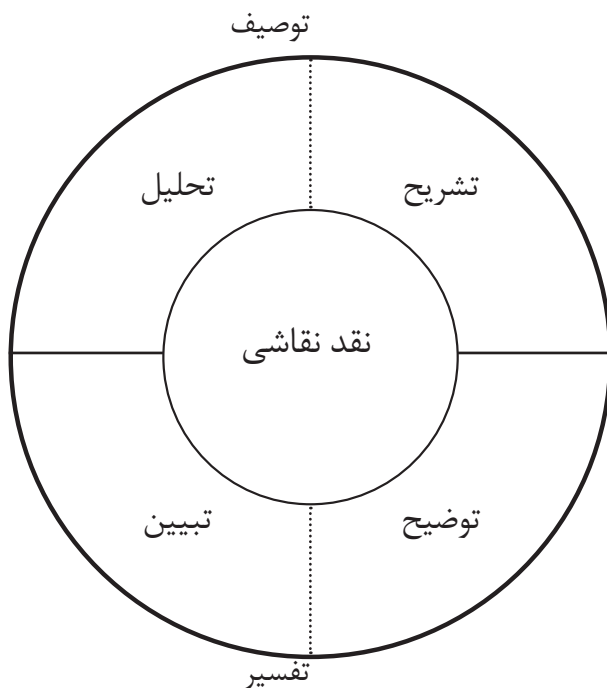 توصیف
تشریح
تحلیل
نقد نقاشی
توضیح
تبیین
تفسیر